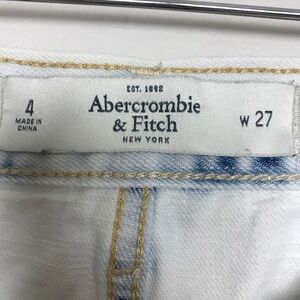 EST. 1892
4
MADE IN
CHINA
Abercrombie
& Fitch
NEW YORK
W 27